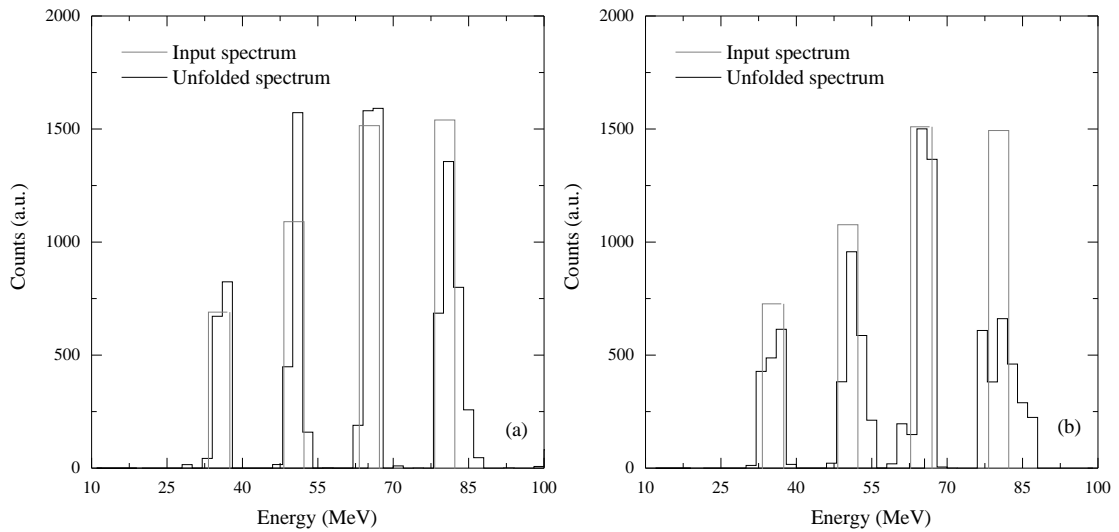 2000
1500
1000
500
0
Counts (a.u.)
Input spectrum
Unfolded spectrum
(a)
10 25 40 55 70 85 100
Energy (MeV)
2000
1500
1000
500
0
Counts (a.u.)
Input spectrum
Unfolded spectrum
(b)
10 25 40 55 70 85 100
Energy (MeV)